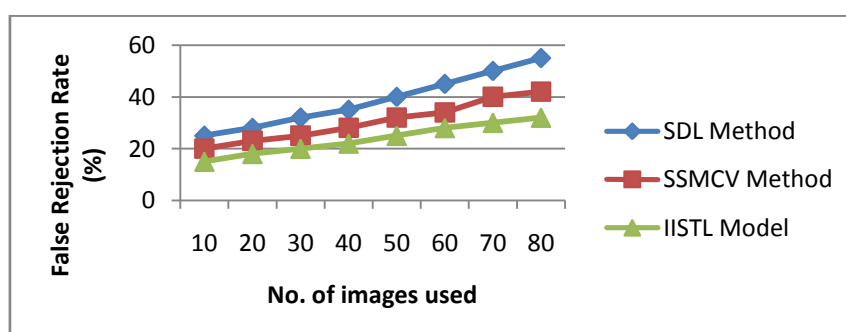 False Rejection Rate
(%)
60
40
20
0
10 20 30 40 50 60 70 80
No. of images used
SDL Method
SSMCV Method
IISTL Model